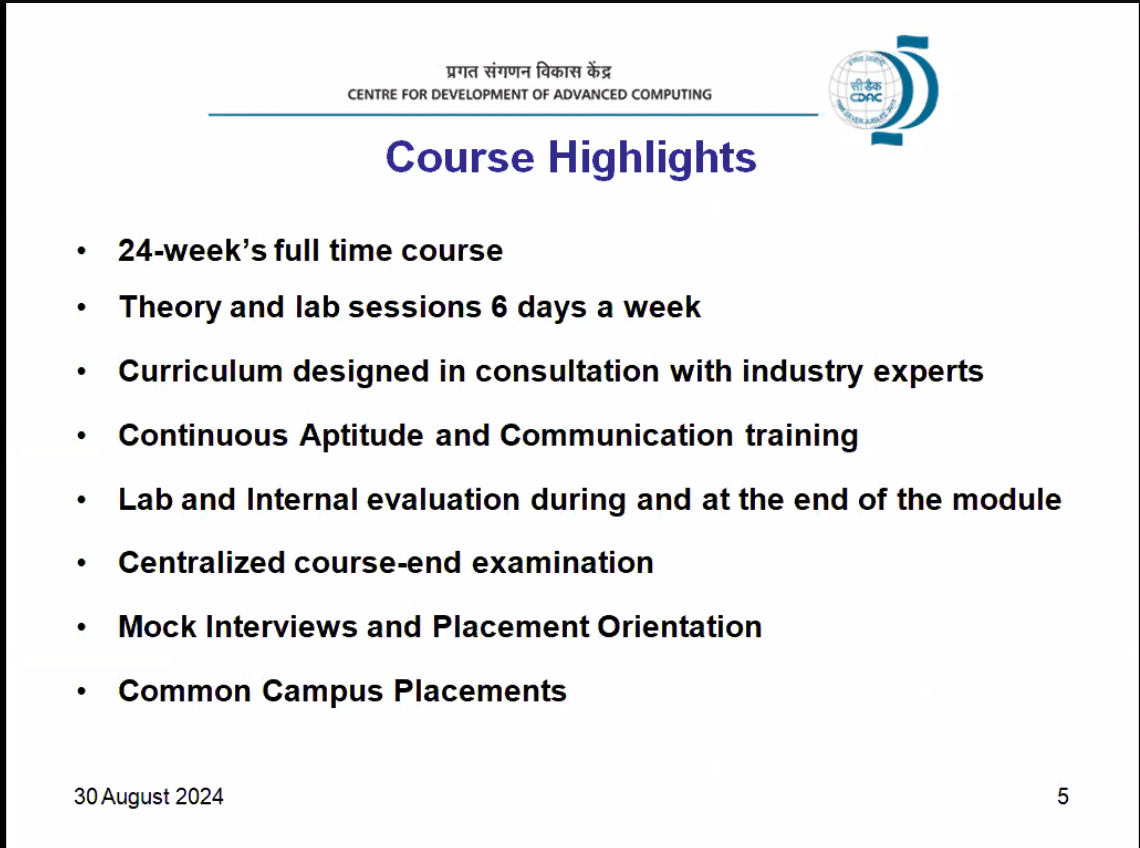 प्रगत संगणन विकास केंद्र
CENTRE FOR DEVELOPMENT OF ADVANCED COMPUTING
सी डैक
CDAC
Course Highlights
• 24-week’s full time course
• Theory and lab sessions 6 days a week
• Curriculum designed in consultation with industry experts
• Continuous Aptitude and Communication training
• Lab and Internal evaluation during and at the end of the module
• Centralized course-end examination
• Mock Interviews and Placement Orientation
• Common Campus Placements
30 August 2024
5